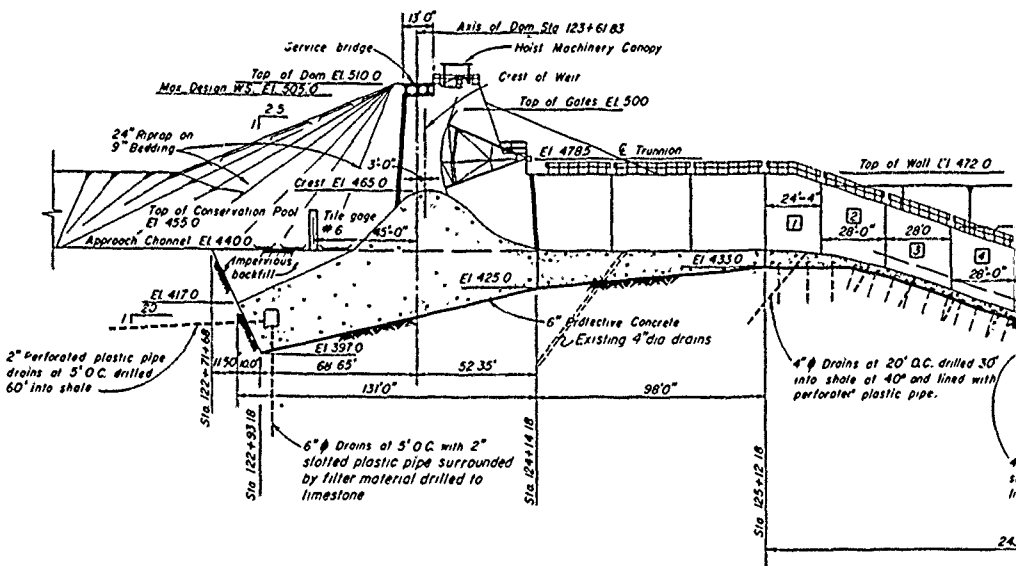 13'0"
Axis of Dam Sta 123+61.83
Service bridge
Hoist Machinery Canopy
Top of Dam El. 510.0
Crest of Weir
Max Design W.S. El. 505.0
Top of Gates El. 500
2.5
1
24" Riprap on
9" Bedding
℄ Trunnion
El 478.5
3'-0"
Top of Wall El 472.0
Crest El. 465.0
24'-4"
Top of Conservation Pool
El 455.0
Tile gage
#6
45'-0"
1
2
28'-0"
28'0
3
4
28'-0"
Approach Channel El. 440.0
Impervious
backfill
El. 433.0
El. 425.0
El. 417.0
2.0
1
6" Protective Concrete
Existing 4"dia drains
2" Perforated plastic pipe
drains at 5' O.C. drilled
60' into shale
El 397.0
11.50
10.0'
68.65'
52.35'
131'0"
98'0"
4" ϕ Drains at 20' O.C. drilled 30'
into shale at 40° and lined with
perforated plastic pipe.
Sta. 122+71+68
Sta 122+93.18
6" ϕ Drains at 5' O.C. with 2"
slotted plastic pipe surrounded
by filter material drilled to
limestone
Sta. 124+14.18
Sta 125+12.18
4
s
li
24